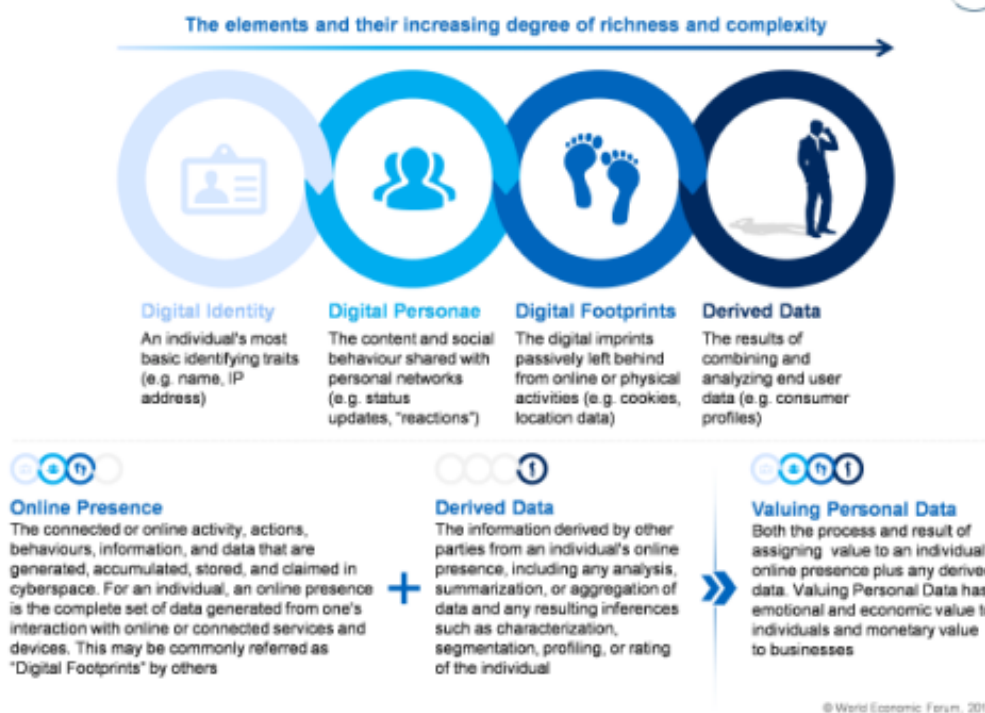 The elements and their increasing degree of richness and complexity
Digital Identity
An individual's most
basic identifying traits
(e.g. name, IP
address)
Digital Personae
The content and social
behaviour shared with
personal networks
(e.g. status
updates, "reactions")
Digital Footprints
The digital imprints
passively left behind
from online or physical
activities (e.g. cookies,
location data)
Derived Data
The results of
combining and
analyzing end user
data (e.g. consumer
profiles)
Online Presence
The connected or online activity, actions,
behaviours, information, and data that are
generated, accumulated, stored, and claimed in
cyberspace. For an individual, an online presence
is the complete set of data generated from one's
interaction with online or connected services and
devices. This may be commonly referred as
"Digital Footprints" by others
+
Derived Data
The information derived by other
parties from an individual's online
presence, including any analysis,
summarization, or aggregation of
data and any resulting inferences
such as characterization,
segmentation, profiling, or rating
of the individual
Valuing Personal Data
Both the process and result of
assigning value to an individual
online presence plus any derive
data. Valuing Personal Data has
emotional and economic value t
individuals and monetary value
to businesses
© World Economic Forum, 201